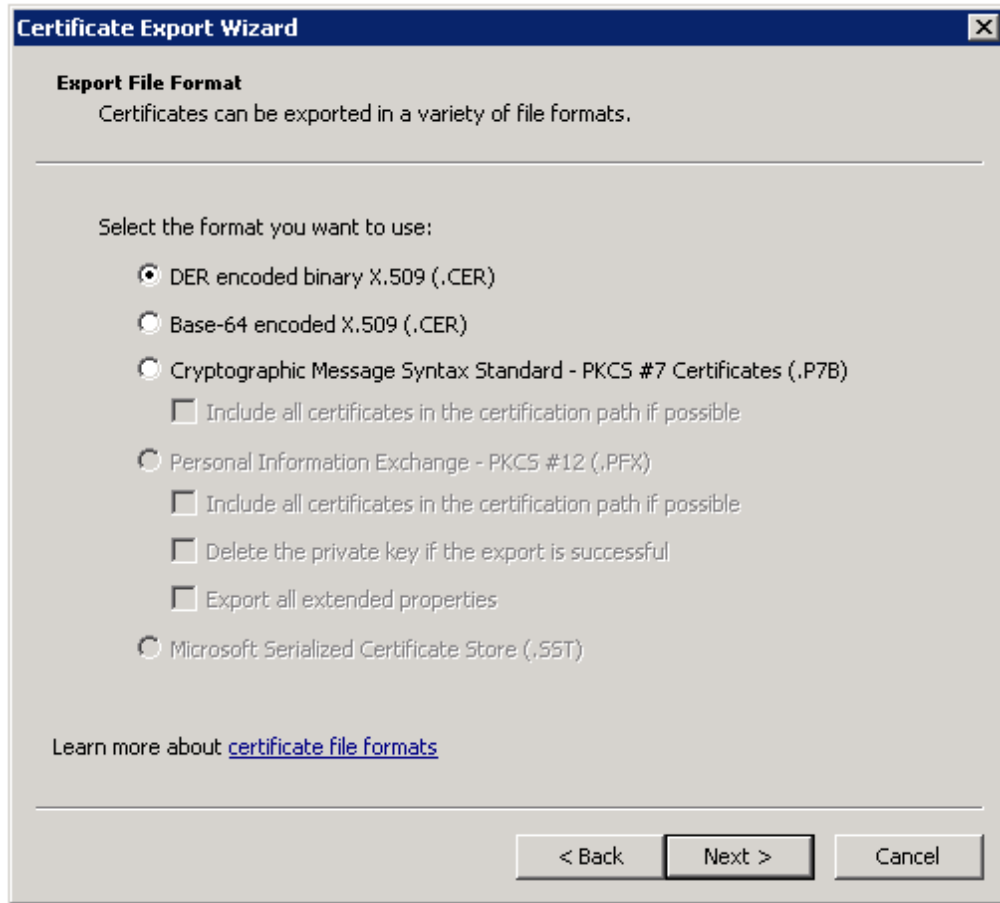 Certificate Export Wizard
Export File Format
Certificates can be exported in a variety of file formats.
Select the format you want to use:
DER encoded binary X.509 (.CER)
Base-64 encoded X.509 (.CER)
Cryptographic Message Syntax Standard - PKCS #7 Certificates (.P7B)
Include all certificates in the certification path if possible
Personal Information Exchange - PKCS #12 (.PFX)
Include all certificates in the certification path if possible
Delete the private key if the export is successful
Export all extended properties
Microsoft Serialized Certificate Store (.SST)
Learn more about certificate file formats
< Back Next > Cancel